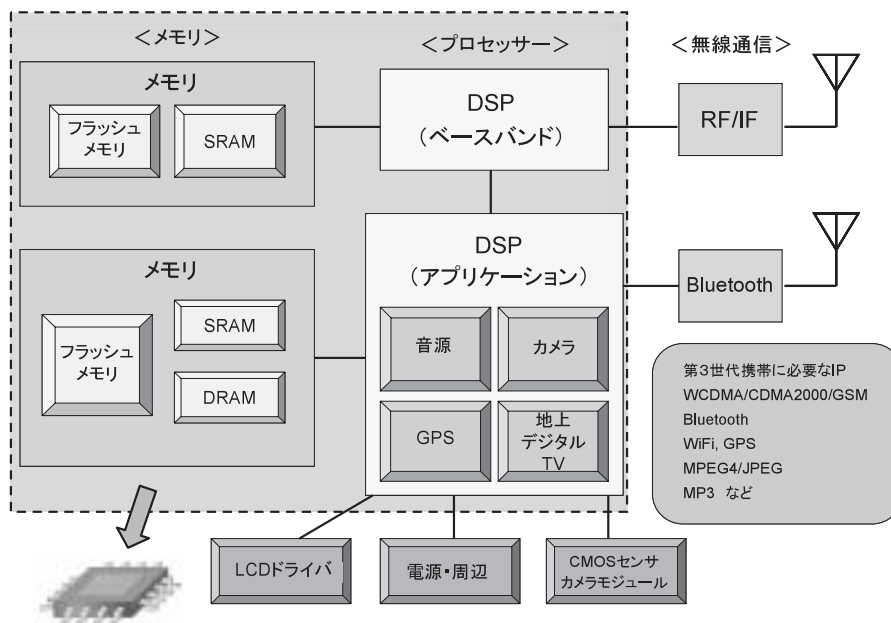 ＜メモリ＞
＜プロセッサー＞
＜無線通信＞
メモリ
フラッシュ
メモリ
SRAM
DSP
（ベースバンド）
RF/IF
メモリ
フラッシュ
メモリ
SRAM
DRAM
DSP
（アプリケーション）
音源
カメラ
GPS
地上
デジタル
TV
Bluetooth
第３世代携帯に必要なIP
WCDMA/CDMA2000/GSM
Bluetooth
WiFi, GPS
MPEG4/JPEG
MP3 など
LCDドライバ
電源・周辺
CMOSセンサ
カメラモジュール